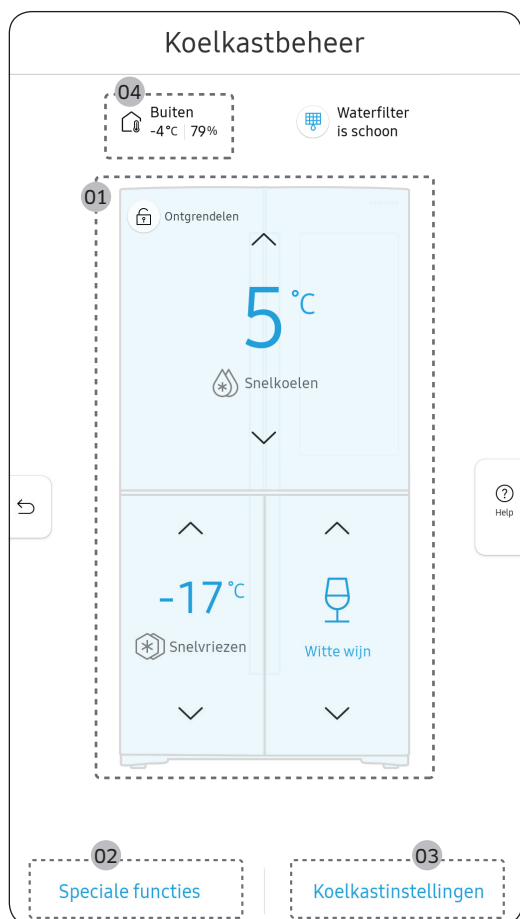 Koelkastbeheer
04
Buiten
-4°C | 79%
Waterfilter
is schoon
01
Ontgrendelen
5 °C
Snelkoelen
-17 °C
Snelvriezen
Witte wijn
Help
02
03
Speciale functies
Koelkastinstellingen